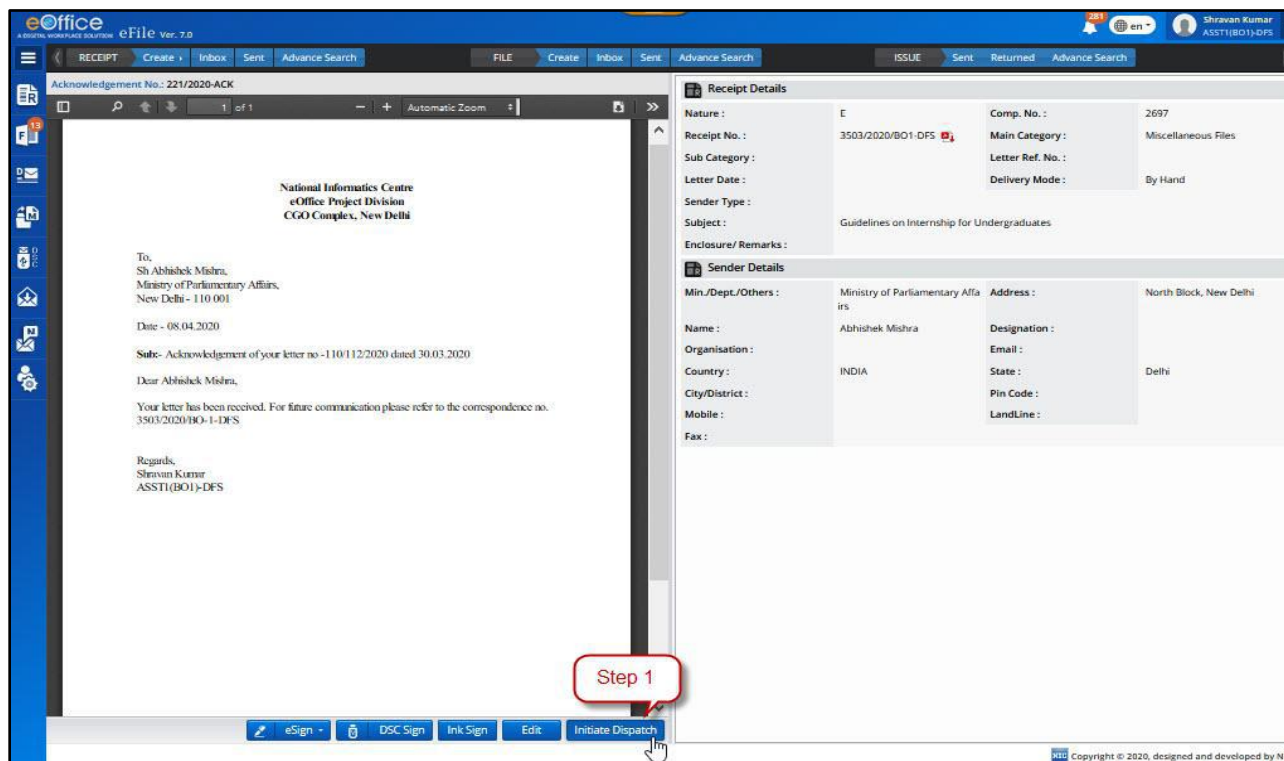 eOffice
A DIGITAL WORKPLACE SOLUTION eFile Ver. 7.0
281
en
Shravan Kumar
ASST1(BO1)-DFS
RECEIPT Create Inbox Sent Advance Search FILE Create Inbox Sent Advance Search ISSUE Sent Returned Advance Search
Acknowledgement No.: 221/2020-ACK
1 of 1 Automatic Zoom
R
F 13
D
M
DSC
N
National Informatics Centre
eOffice Project Division
CGO Complex, New Delhi
To,
Sh Abhishek Mishra,
Ministry of Parliamentary Affairs,
New Delhi - 110 001
Date - 08.04.2020
Sub:- Acknowledgement of your letter no -110/112/2020 dated 30.03.2020
Dear Abhishek Mishra,
Your letter has been received. For future communication please refer to the correspondence no.
3503/2020/BO-1-DFS
Regards,
Shravan Kumar
ASST1(BO1)-DFS
Step 1
eSign DSC Sign Ink Sign Edit Initiate Dispatch
Receipt Details
Nature : E Comp. No. : 2697
Receipt No. : 3503/2020/BO1-DFS Main Category : Miscellaneous Files
Sub Category : Letter Ref. No. :
Letter Date : Delivery Mode : By Hand
Sender Type :
Subject : Guidelines on Internship for Undergraduates
Enclosure/ Remarks :
Sender Details
Min./Dept./Others : Ministry of Parliamentary Affa Address : North Block, New Delhi
irs
Name : Abhishek Mishra Designation :
Organisation : Email :
Country : INDIA State : Delhi
City/District : Pin Code :
Mobile : LandLine :
Fax :
NIC Copyright © 2020, designed and developed by N